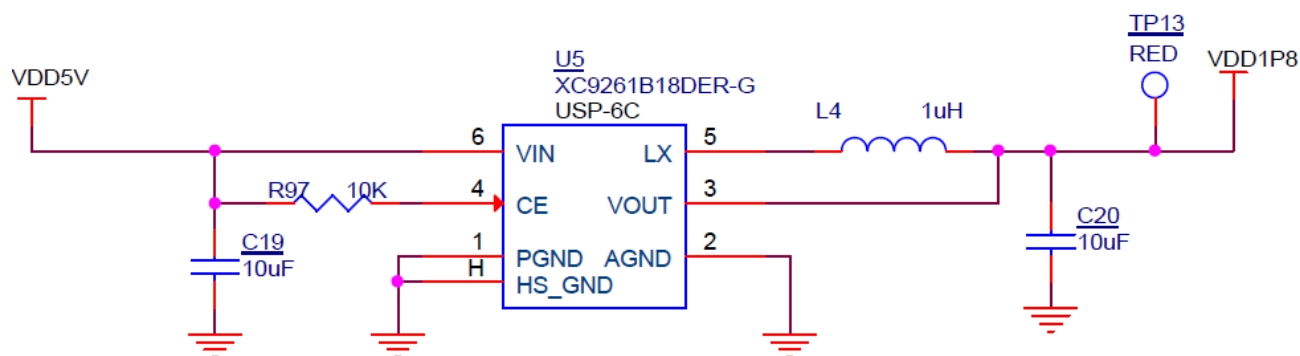 TP13
RED
VDD1P8
VDD5V
U5
XC9261B18DER-G
USP-6C
L4 1uH
6 VIN LX 5
R97 10K 4 CE VOUT 3
C19
10uF
1 PGND AGND 2
H HS_GND
C20
10uF